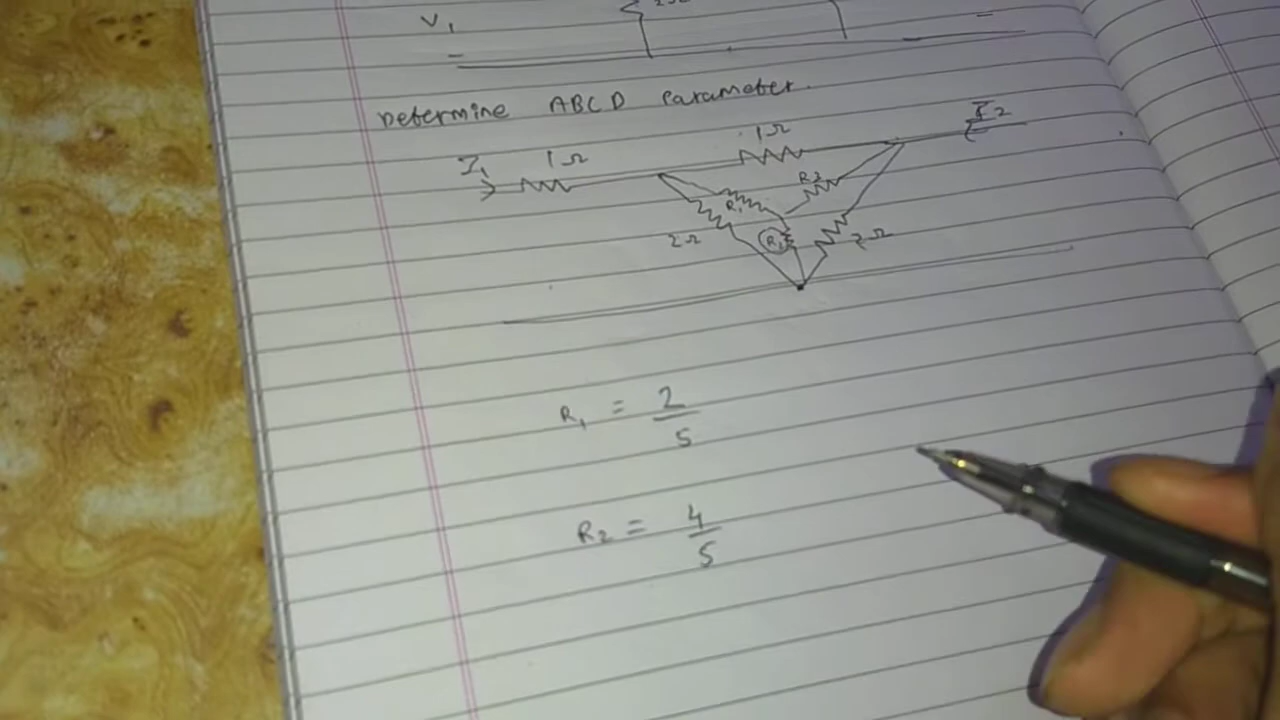 2Ω
V1
Determine ABCD Parameter.
I1 1Ω 1Ω I2
R1 R3
2Ω R2 2Ω
R1 = 2/5
R2 = 4/5